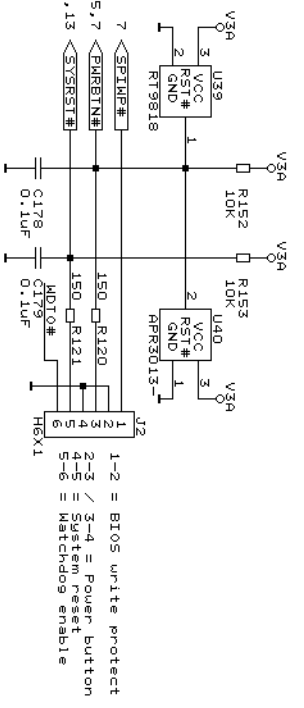 V3A
3
2
U39
VCC
RST#
GND
RT9818
1
V3A
R152
10K
V3A
R153
10K
2
U40
VCC
RST#
GND
APR3013-
1
3
V3A
7
SPIWP#
5,7
PWRBTN#
,13
SYSRST#
C178
0.1uF
C179
0.1uF
WDTO#
150
R120
150
R121
J2
1
2
3
4
5
6
H6X1
1-2 = BIOS write protect
2-3 / 3-4 = Power button
4-5 = System reset
5-6 = Watchdog enable